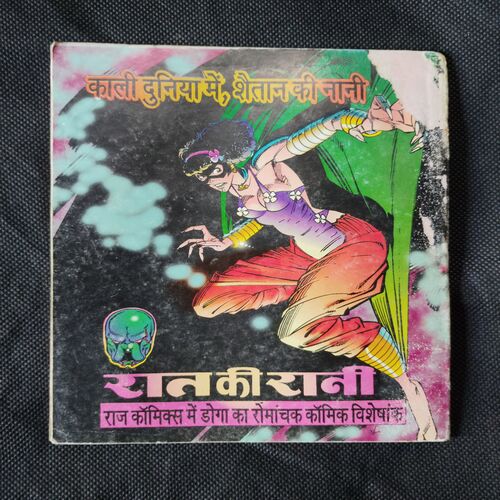 काली दुनिया में, शैतान की नानी
रात की रानी
राज कॉमिक्स में डोगा का रोमांचक कॉमिक विशेषांक